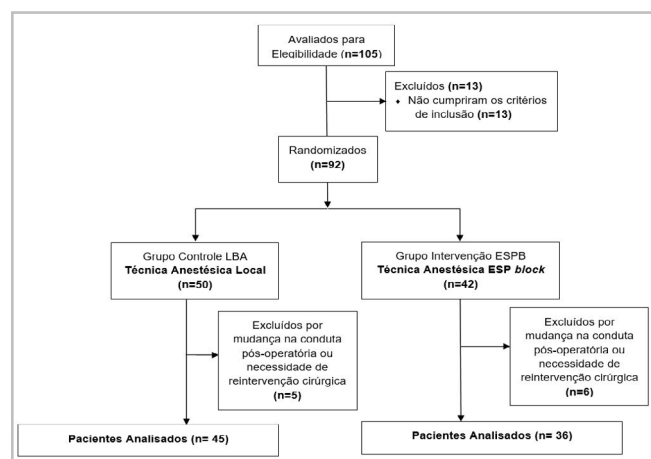 Avaliados para
Elegibilidade (n=105)
Excluídos (n=13)
♦ Não cumpriram os critérios
de inclusão (n=13)
Randomizados
(n=92)
Grupo Controle LBA
Técnica Anestésica Local
(n=50)
Grupo Intervenção ESPB
Técnica Anestésica ESP block
(n=42)
Excluídos por
mudança na conduta
pós-operatória ou
necessidade de
reintervenção cirúrgica
(n=5)
Excluídos por
mudança na conduta
pós-operatória ou
necessidade de
reintervenção cirúrgica
(n=6)
Pacientes Analisados (n= 45)
Pacientes Analisados (n= 36)